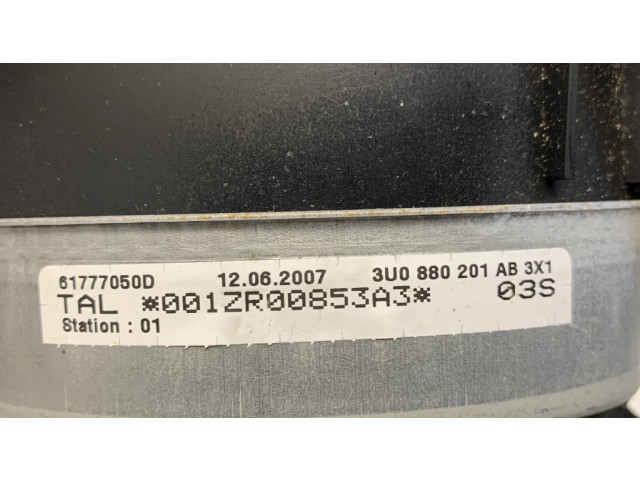 61777050D 12.06.2007 3U0 880 201 AB 3X1
TAL *001ZR00853A3* 03S
Station : 01